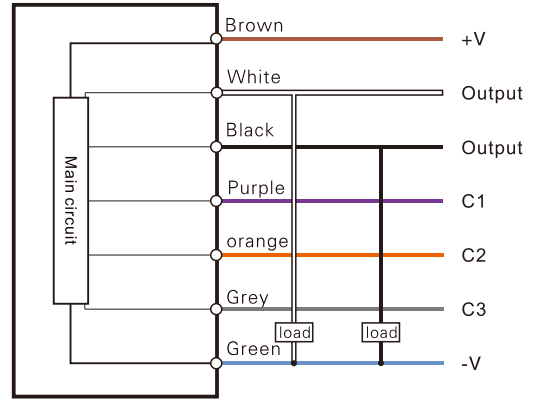 Brown
+V
White
Output
Black
Output
Main circuit
Purple
C1
orange
C2
Grey
C3
load
load
Green
-V